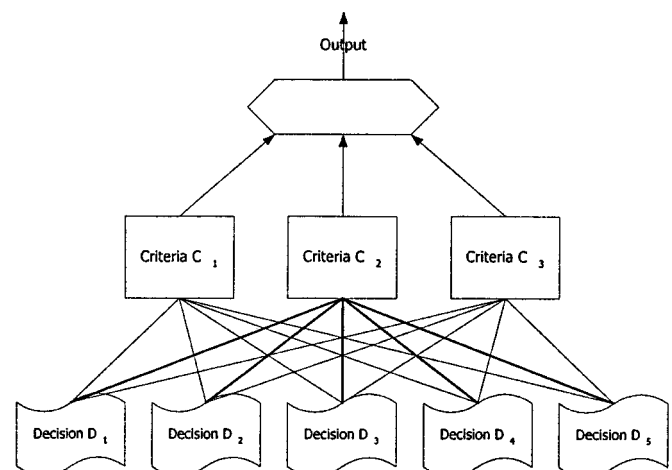 Output
Criteria C 1
Criteria C 2
Criteria C 3
Decision D 1
Decision D 2
Decision D 3
Decision D 4
Decision D 5